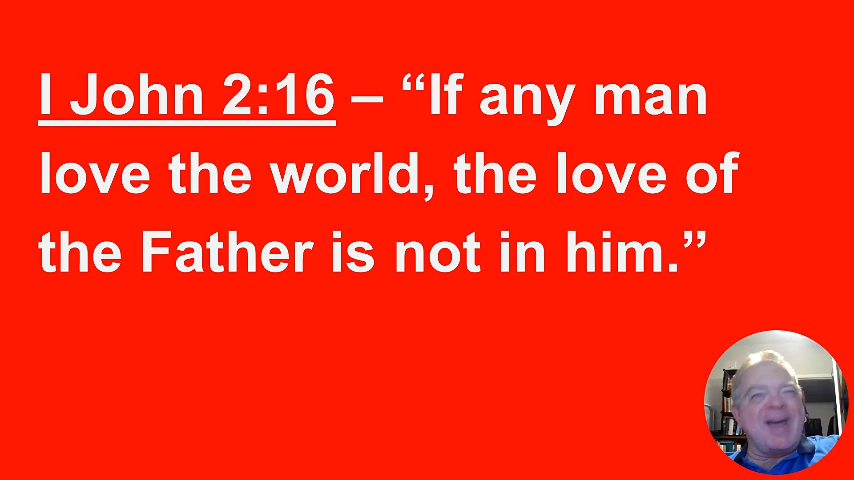 I John 2:16 – “If any man
love the world, the love of
the Father is not in him.”